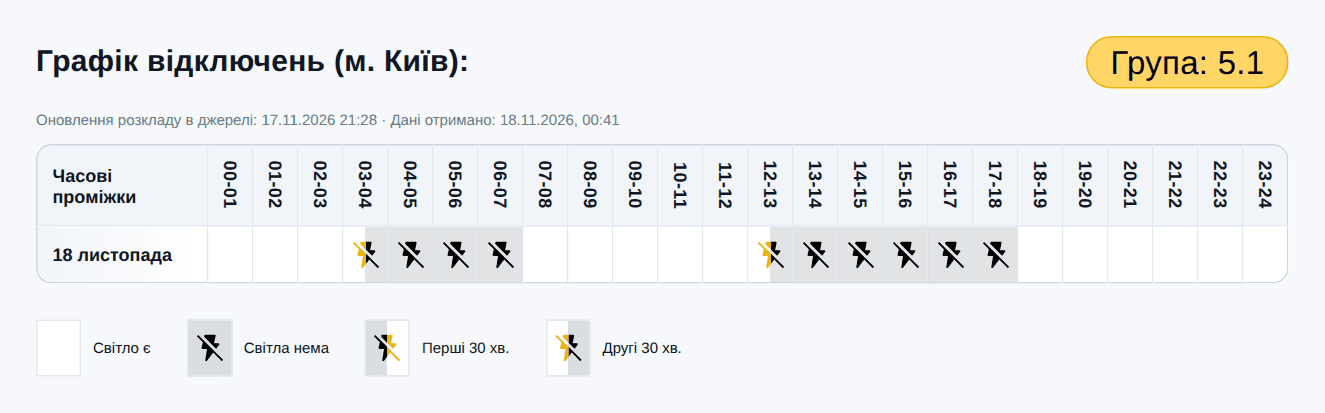 Графік відключень (м. Київ):
Група: 5.1
Оновлення розкладу в джерелі: 17.11.2026 21:28 · Дані отримано: 18.11.2026, 00:41
Часові
проміжки
00-01
01-02
02-03
03-04
04-05
05-06
06-07
07-08
08-09
09-10
10-11
11-12
12-13
13-14
14-15
15-16
16-17
17-18
18-19
19-20
20-21
21-22
22-23
23-24
18 листопада
Світло є
Світла нема
Перші 30 хв.
Другі 30 хв.